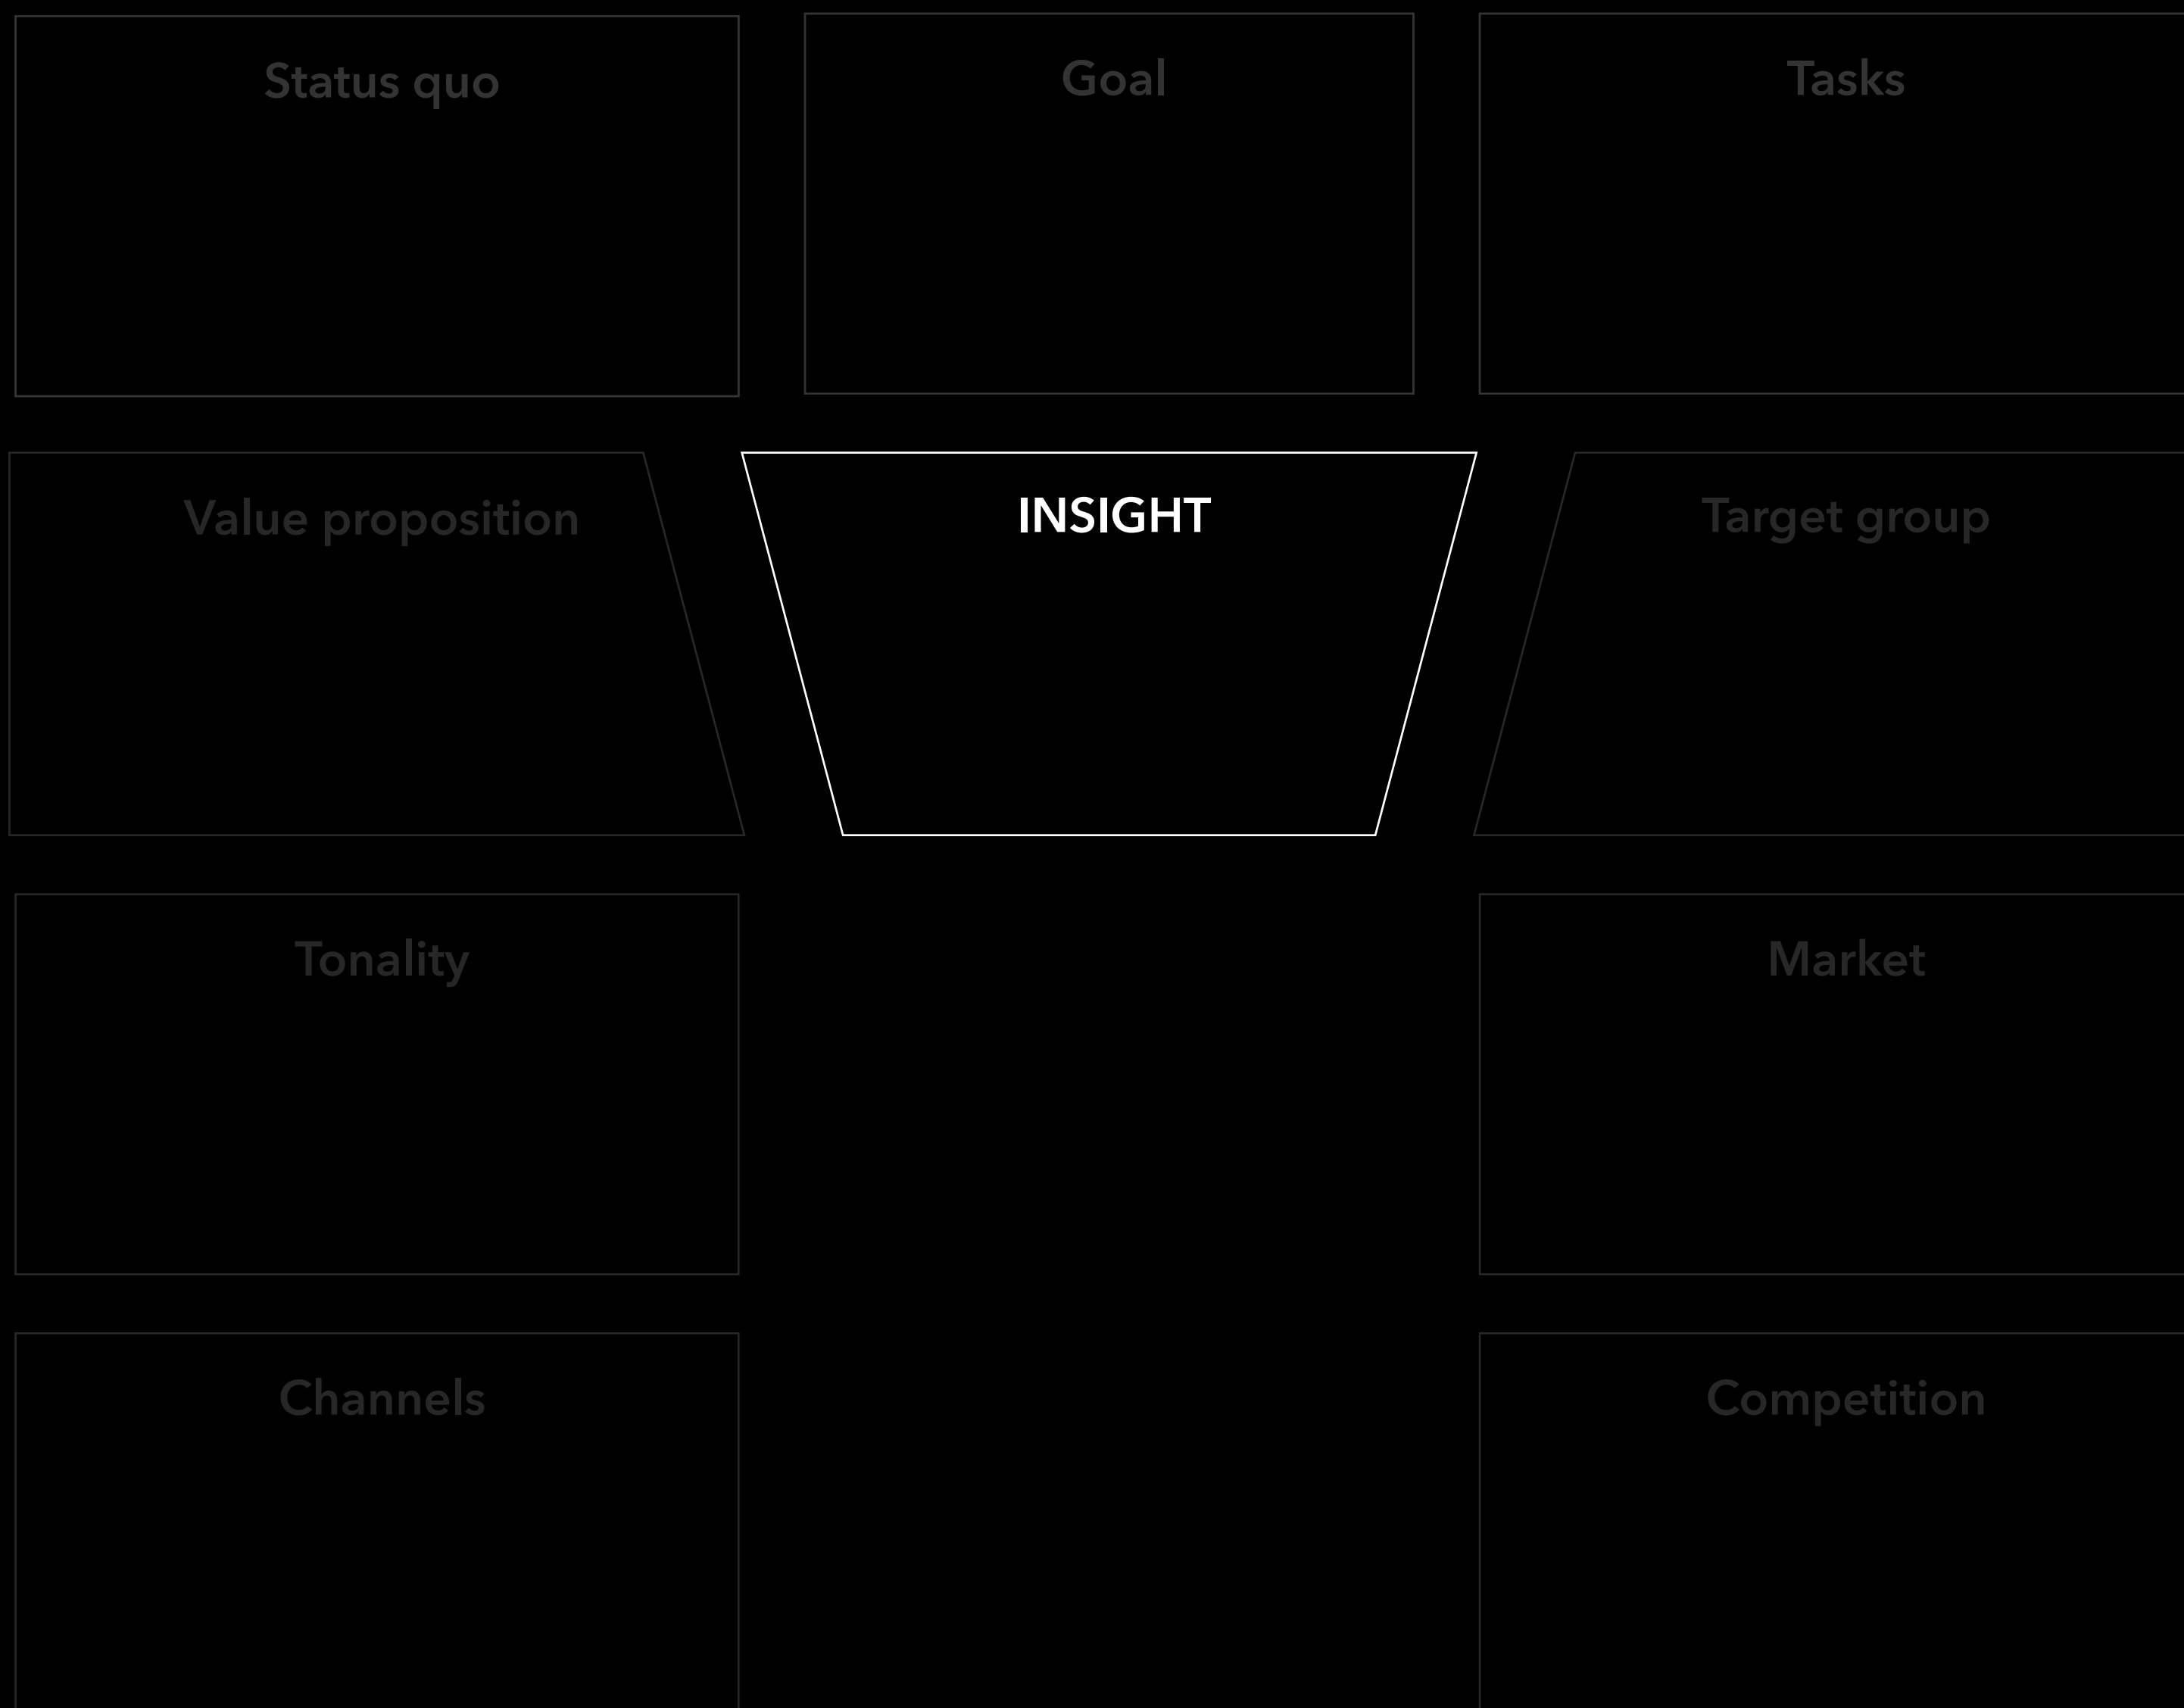 Status quo
Goal
Tasks
Value proposition
INSIGHT
Target group
Tonality
Market
Channels
Competition